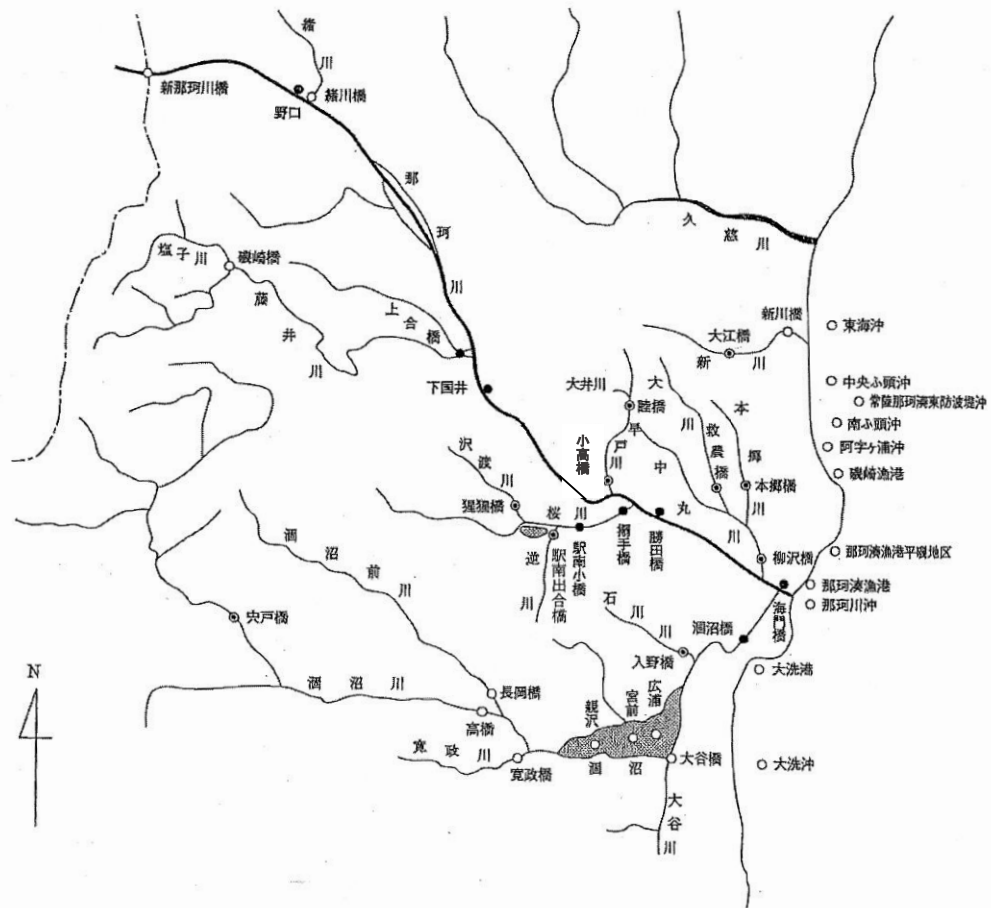 緒川
新那珂川橋
緒川橋
野口
那珂川
久慈川
塩子川
磯崎橋
藤井川
上合橋
新川橋
大江橋
新川
東海沖
中央ふ頭沖
常陸那珂湊東防波堤沖
南ふ頭沖
阿字ヶ浦沖
磯崎漁港
下国井
大井川
睦橋
早戸川
大川
救農橋
本郷川
本郷橋
中丸川
小高橋
沢渡川
猩猩橋
桜川
逆川
駅南出合橋
駅南小橋
搦手橋
勝田橋
柳沢橋
那珂湊漁港平磯地区
那珂湊漁港
那珂川沖
海門橋
涸沼前川
宍戸橋
石川川
入野橋
涸沼橋
大洗港
N
涸沼川
長岡橋
高橋
寛政川
寛政橋
親沢
宮前
広浦
涸沼
大谷橋
大谷川
大洗沖